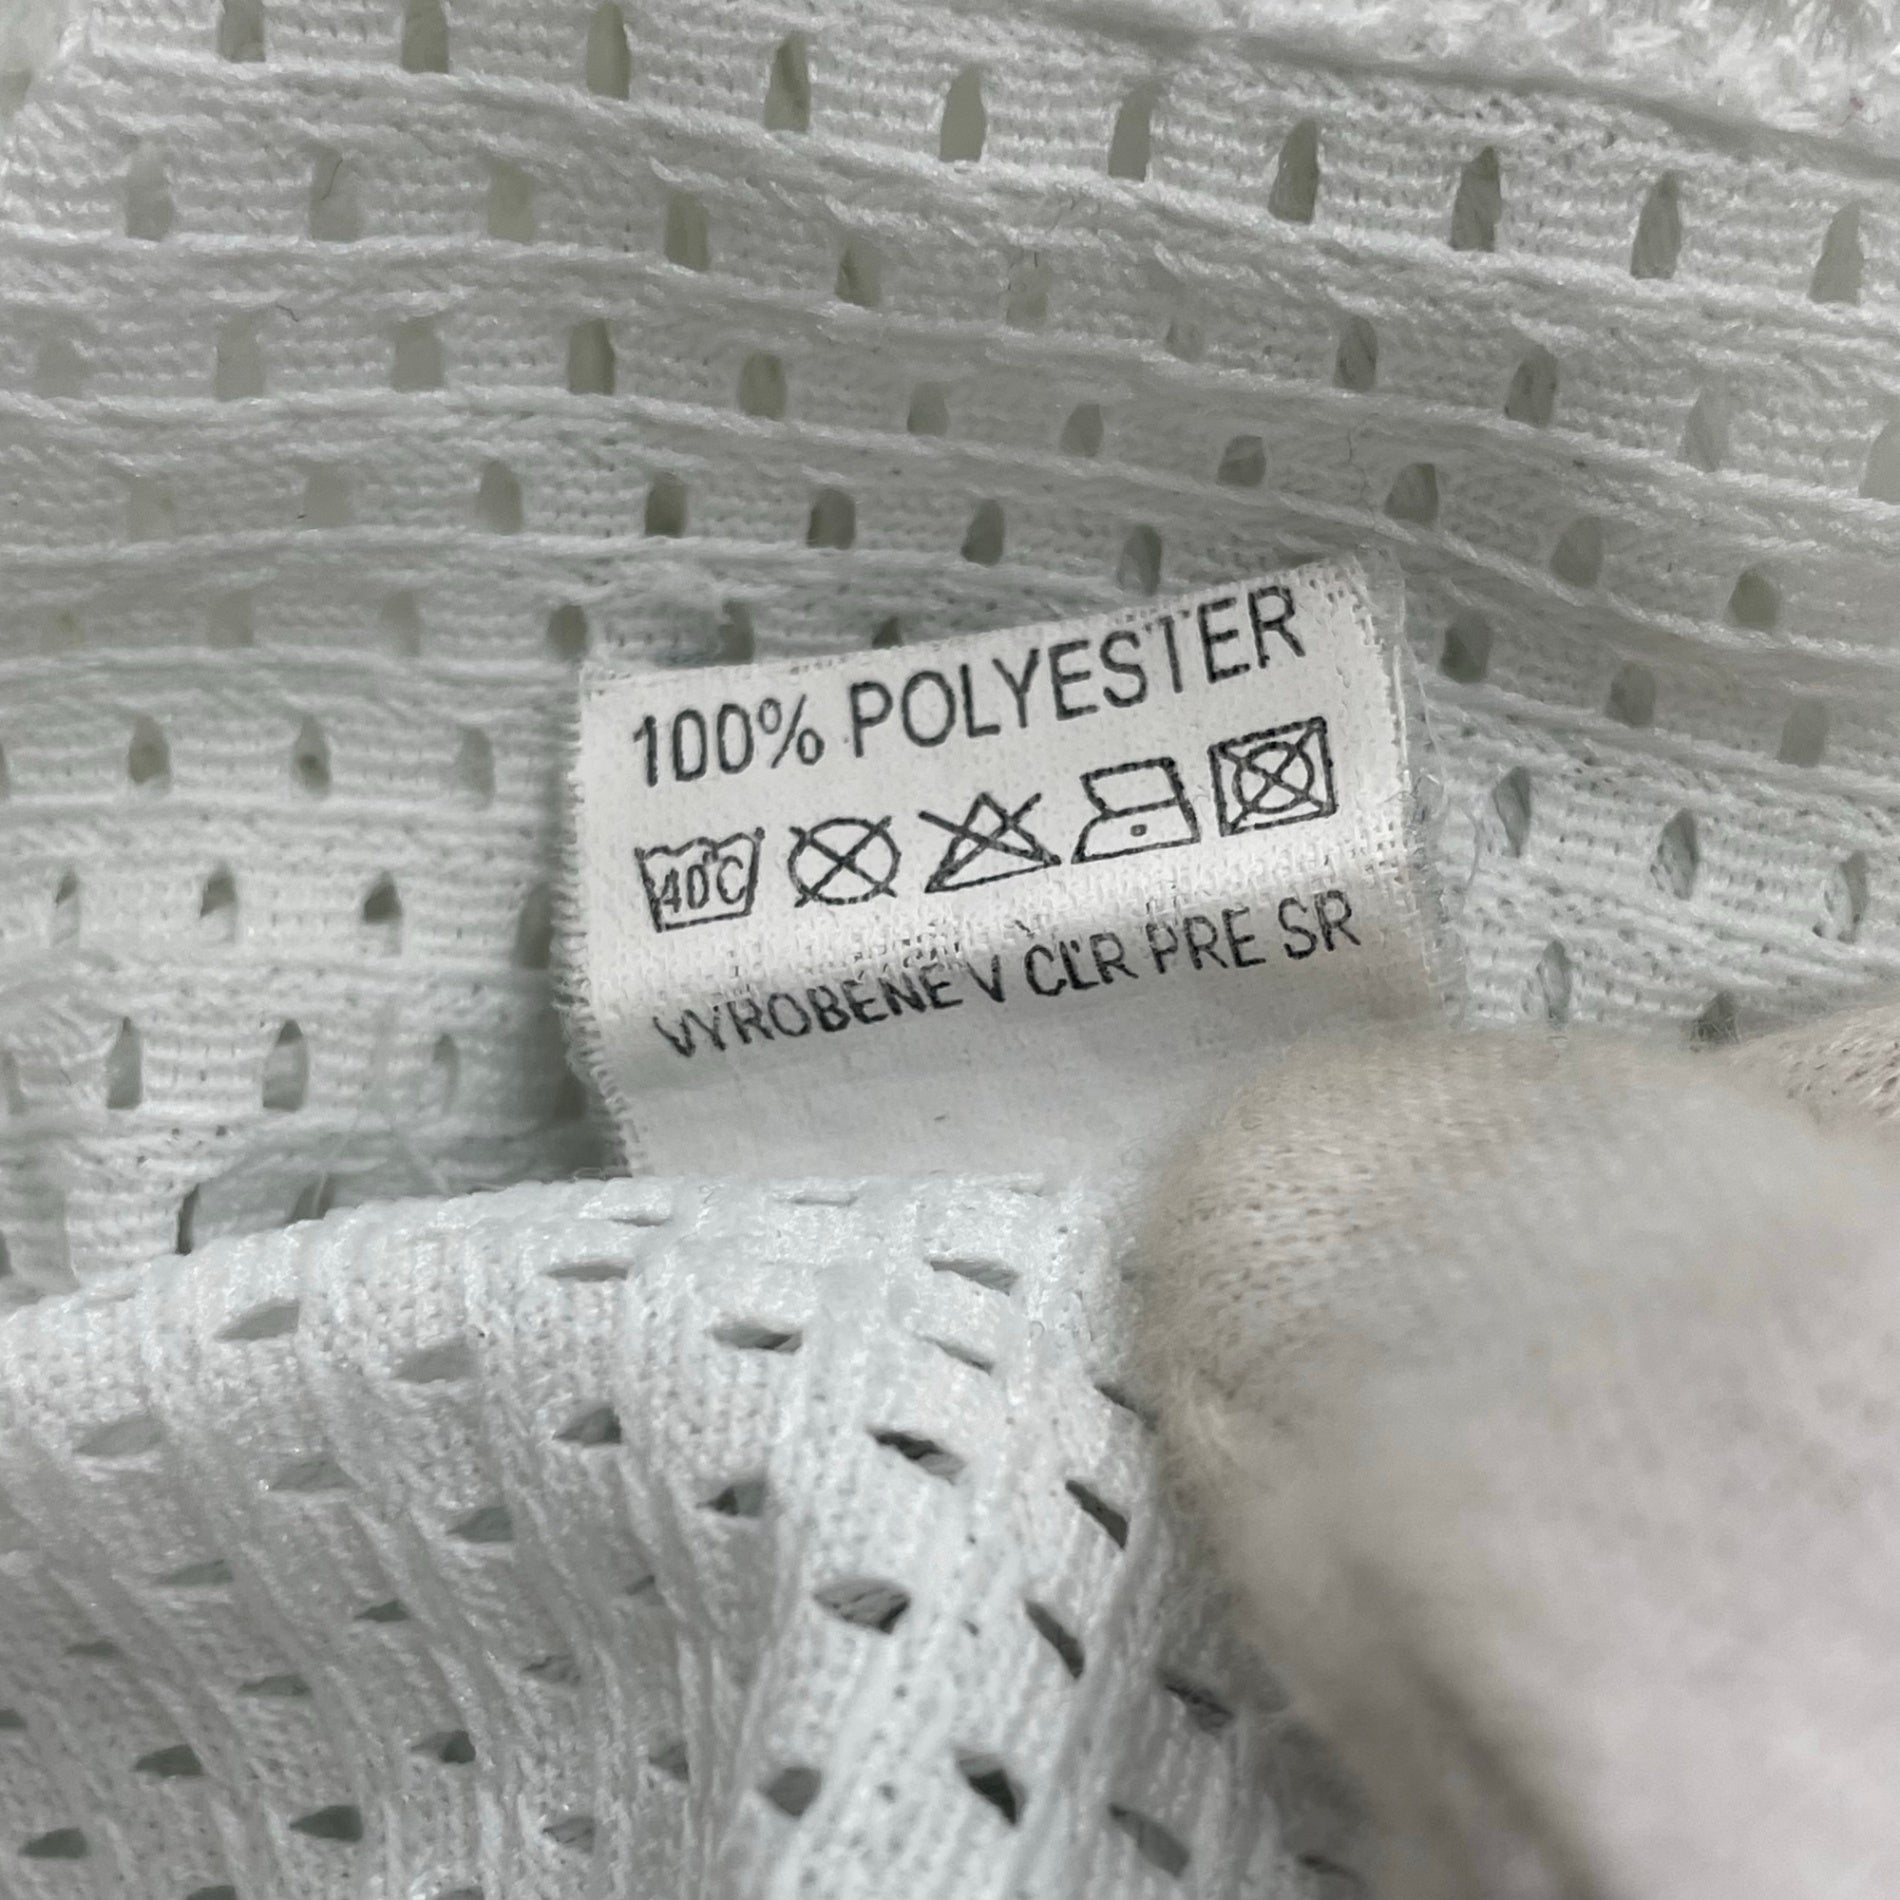 100% POLYESTER
40°C
VYROBENÉ V ČĽR PRE SR